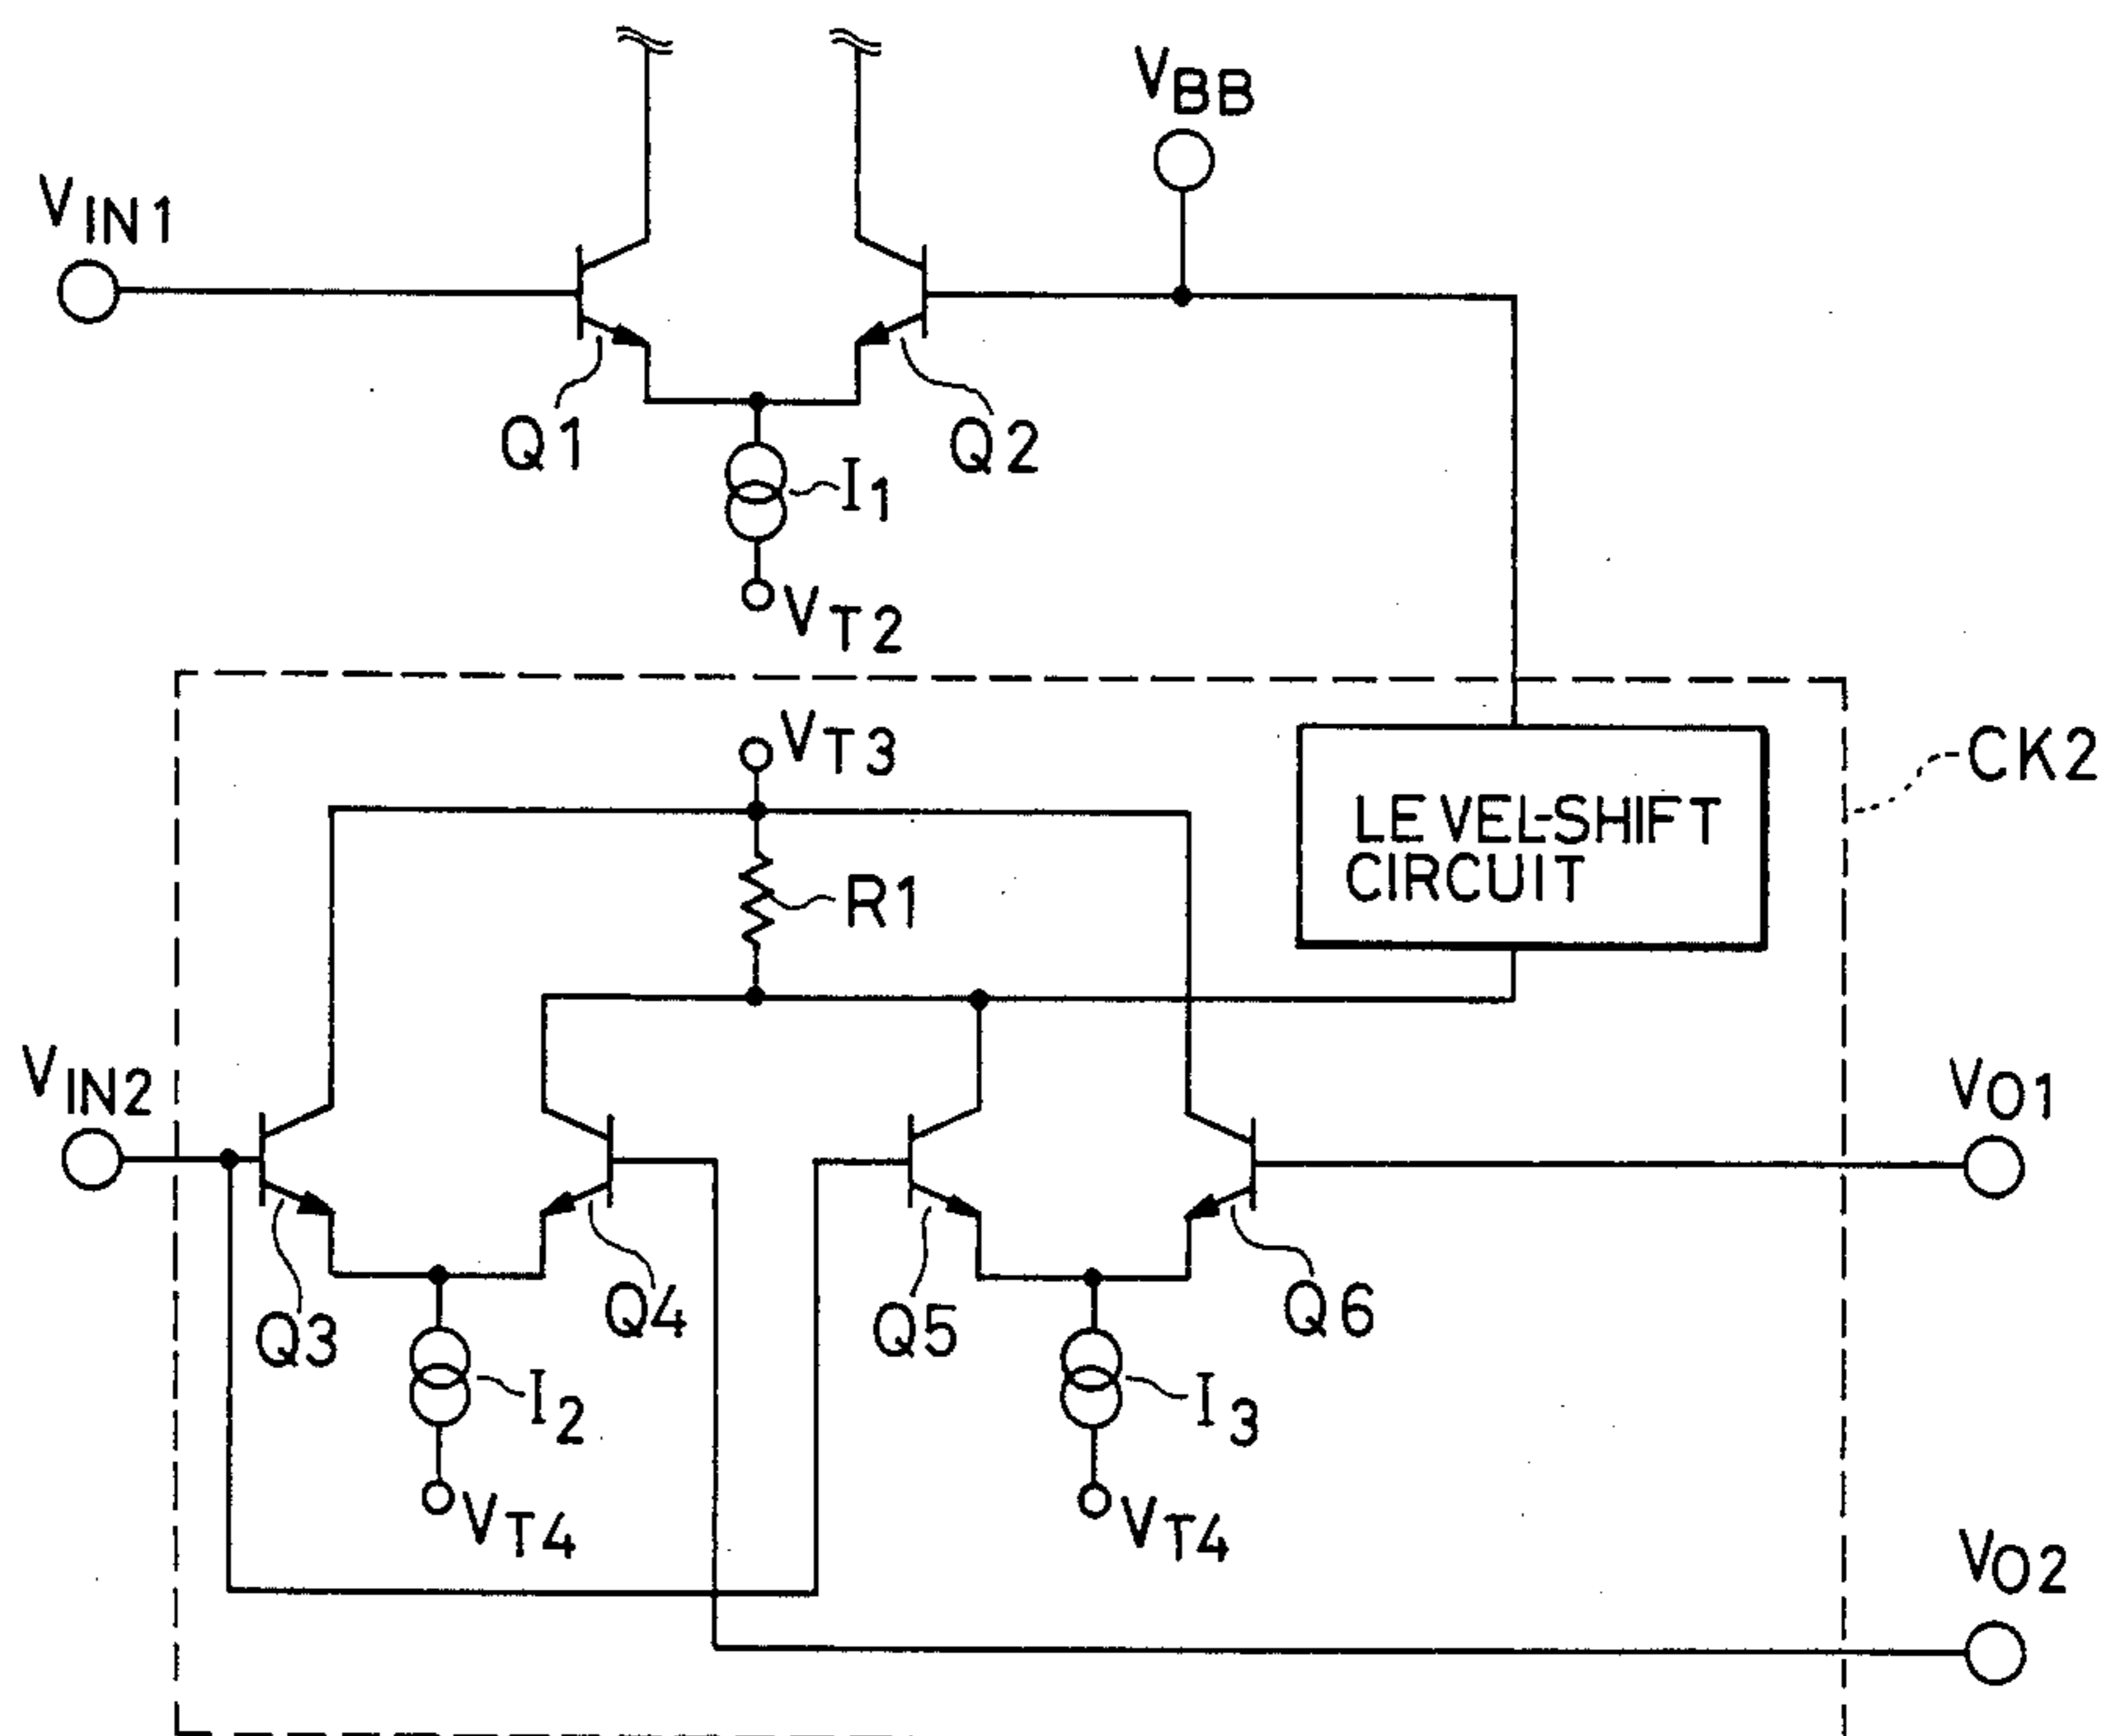 VBB
VIN1
Q1
Q2
I1
VT2
VT3
CK2
LEVEL-SHIFT
CIRCUIT
R1
VIN2
VO1
Q3
Q4
Q5
Q6
I2
I3
VT4
VT4
VO2